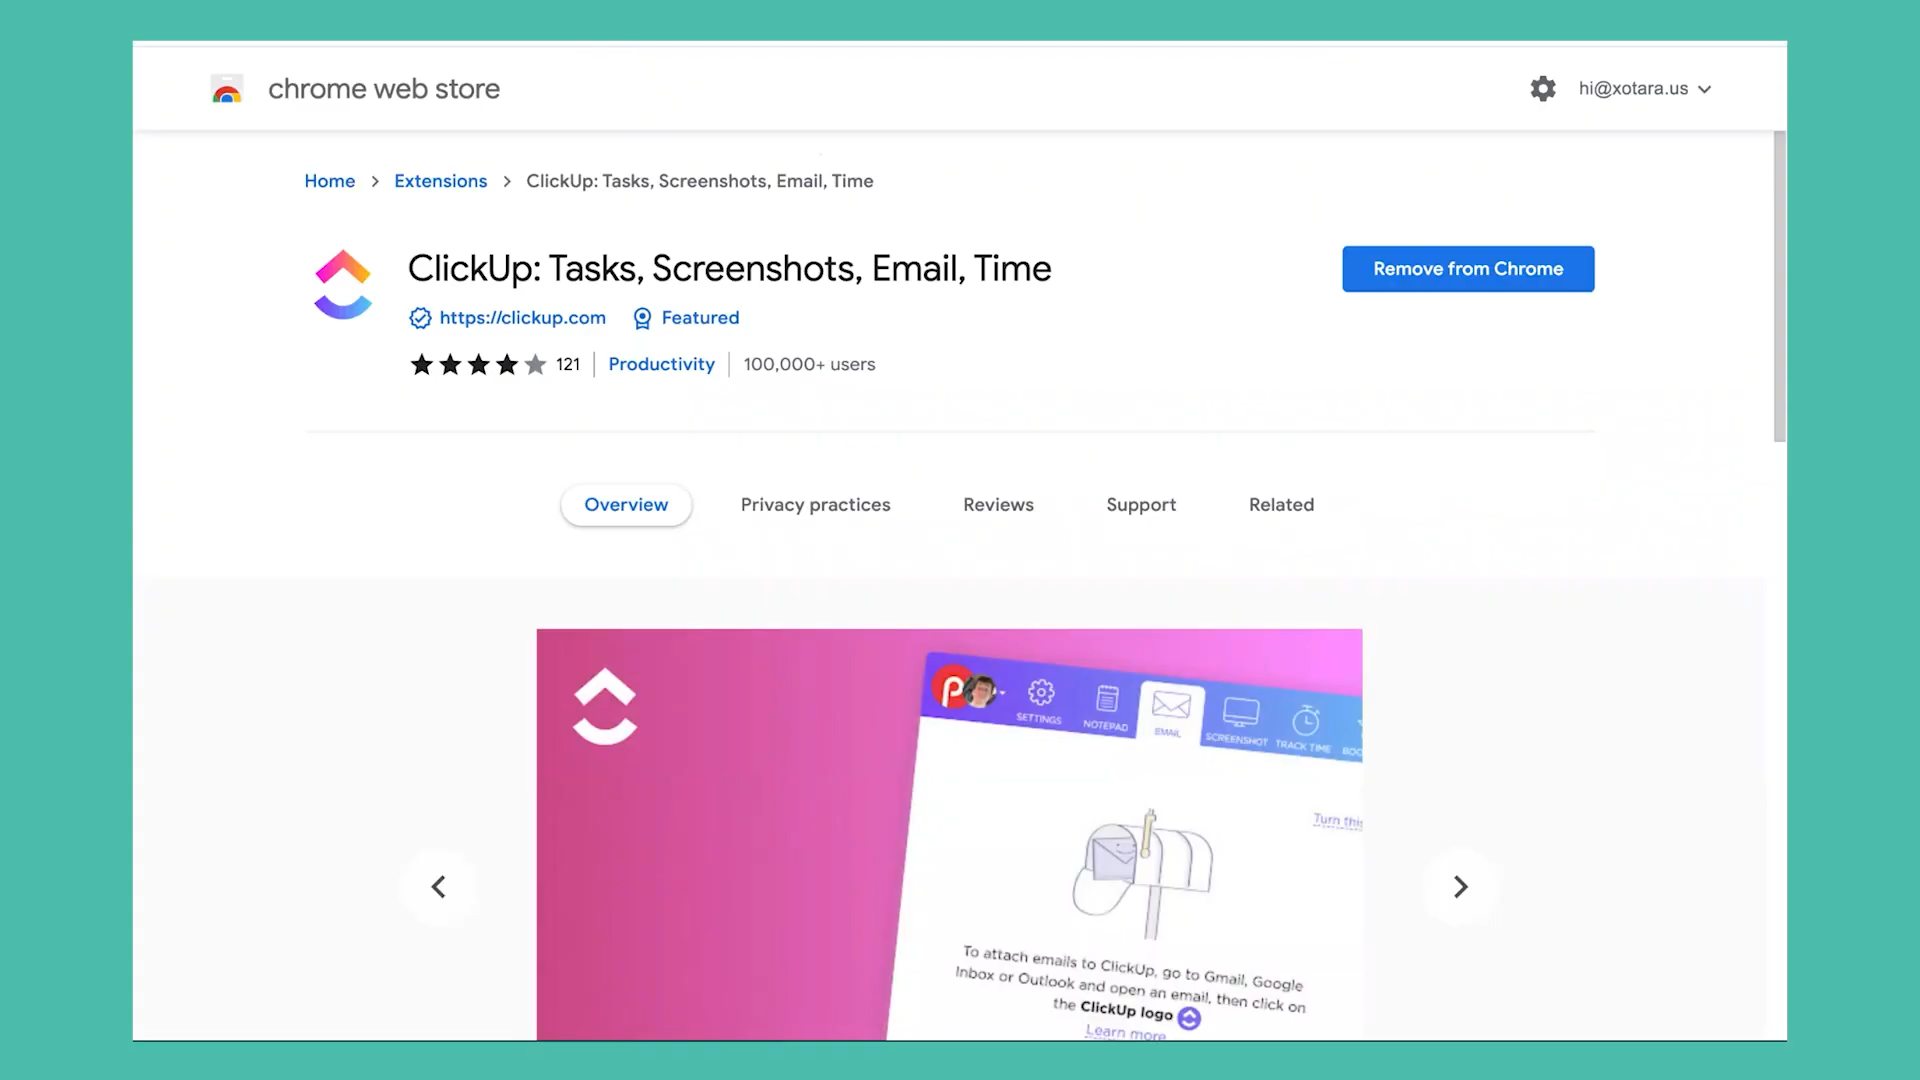 chrome web store
hi@xotara.us
Home > Extensions > ClickUp: Tasks, Screenshots, Email, Time
ClickUp: Tasks, Screenshots, Email, Time
Remove from Chrome
https://clickup.com Featured
121 Productivity 100,000+ users
Overview Privacy practices Reviews Support Related
SETTINGS NOTEPAD EMAIL SCREENSHOT TRACK TIME
Turn this
To attach emails to ClickUp, go to Gmail, Google
Inbox or Outlook and open an email, then click on
the ClickUp logo
Learn more